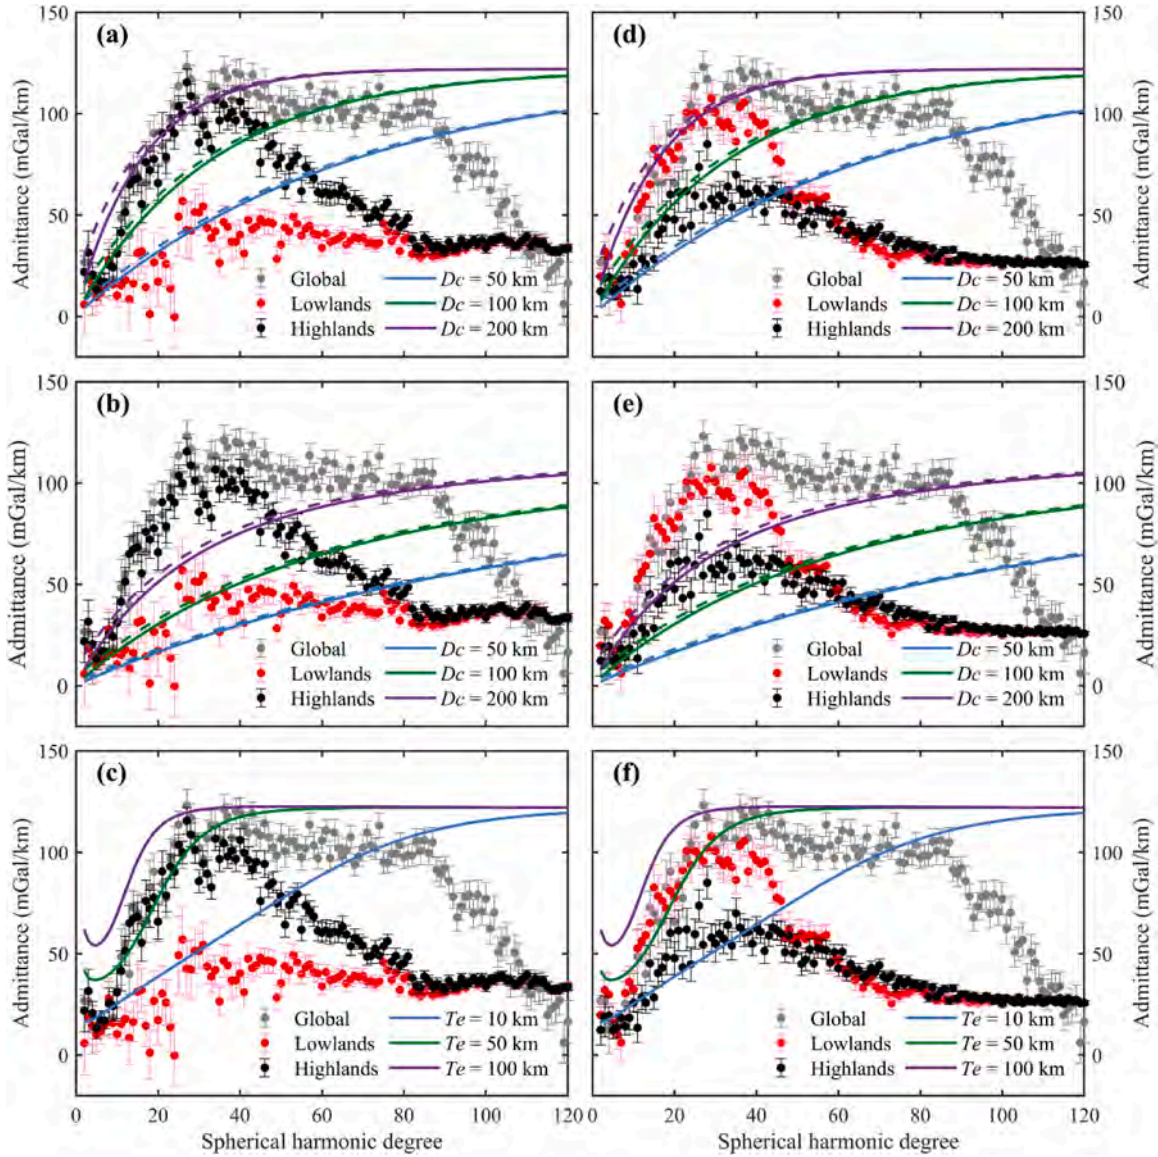 (a)
150
100
50
0
Admittance (mGal/km)
Global
Lowlands
Highlands
Dc = 50 km
Dc = 100 km
Dc = 200 km
(d)
150
100
50
0
Admittance (mGal/km)
Global
Lowlands
Highlands
Dc = 50 km
Dc = 100 km
Dc = 200 km
(b)
150
100
50
0
Admittance (mGal/km)
Global
Lowlands
Highlands
Dc = 50 km
Dc = 100 km
Dc = 200 km
(e)
150
100
50
0
Admittance (mGal/km)
Global
Lowlands
Highlands
Dc = 50 km
Dc = 100 km
Dc = 200 km
(c)
150
100
50
0
Admittance (mGal/km)
Global
Lowlands
Highlands
Te = 10 km
Te = 50 km
Te = 100 km
0 20 40 60 80 100 120
Spherical harmonic degree
(f)
150
100
50
0
Admittance (mGal/km)
Global
Lowlands
Highlands
Te = 10 km
Te = 50 km
Te = 100 km
0 20 40 60 80 100 120
Spherical harmonic degree